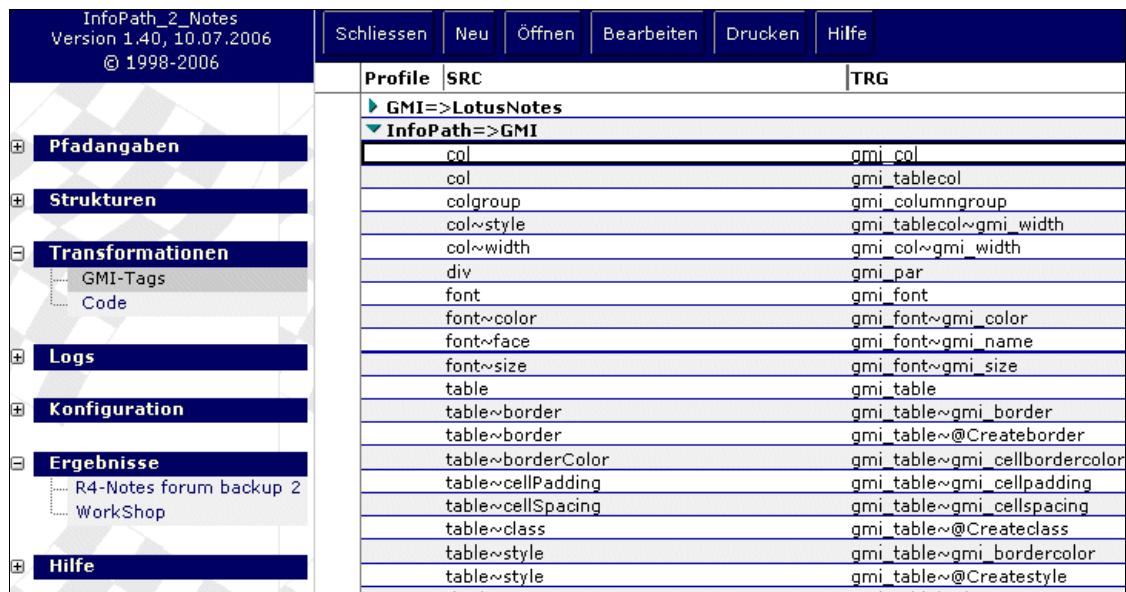 InfoPath_2_Notes
Version 1.40, 10.07.2006
© 1998-2006
Schliessen Neu Öffnen Bearbeiten Drucken Hilfe
Pfadangaben
Strukturen
Transformationen
GMI-Tags
Code
Logs
Konfiguration
Ergebnisse
R4-Notes forum backup 2
WorkShop
Hilfe
Profile SRC TRG
GMI=>LotusNotes
InfoPath=>GMI
col gmi_col
col gmi_tablecol
colgroup gmi_columngroup
col~style gmi_tablecol~gmi_width
col~width gmi_col~gmi_width
div gmi_par
font gmi_font
font~color gmi_font~gmi_color
font~face gmi_font~gmi_name
font~size gmi_font~gmi_size
table gmi_table
table~border gmi_table~gmi_border
table~border gmi_table~@Createborder
table~borderColor gmi_table~gmi_cellbordercolor
table~cellPadding gmi_table~gmi_cellpadding
table~cellSpacing gmi_table~gmi_cellspacing
table~class gmi_table~@Createclass
table~style gmi_table~gmi_bordercolor
table~style gmi_table~@Createstyle